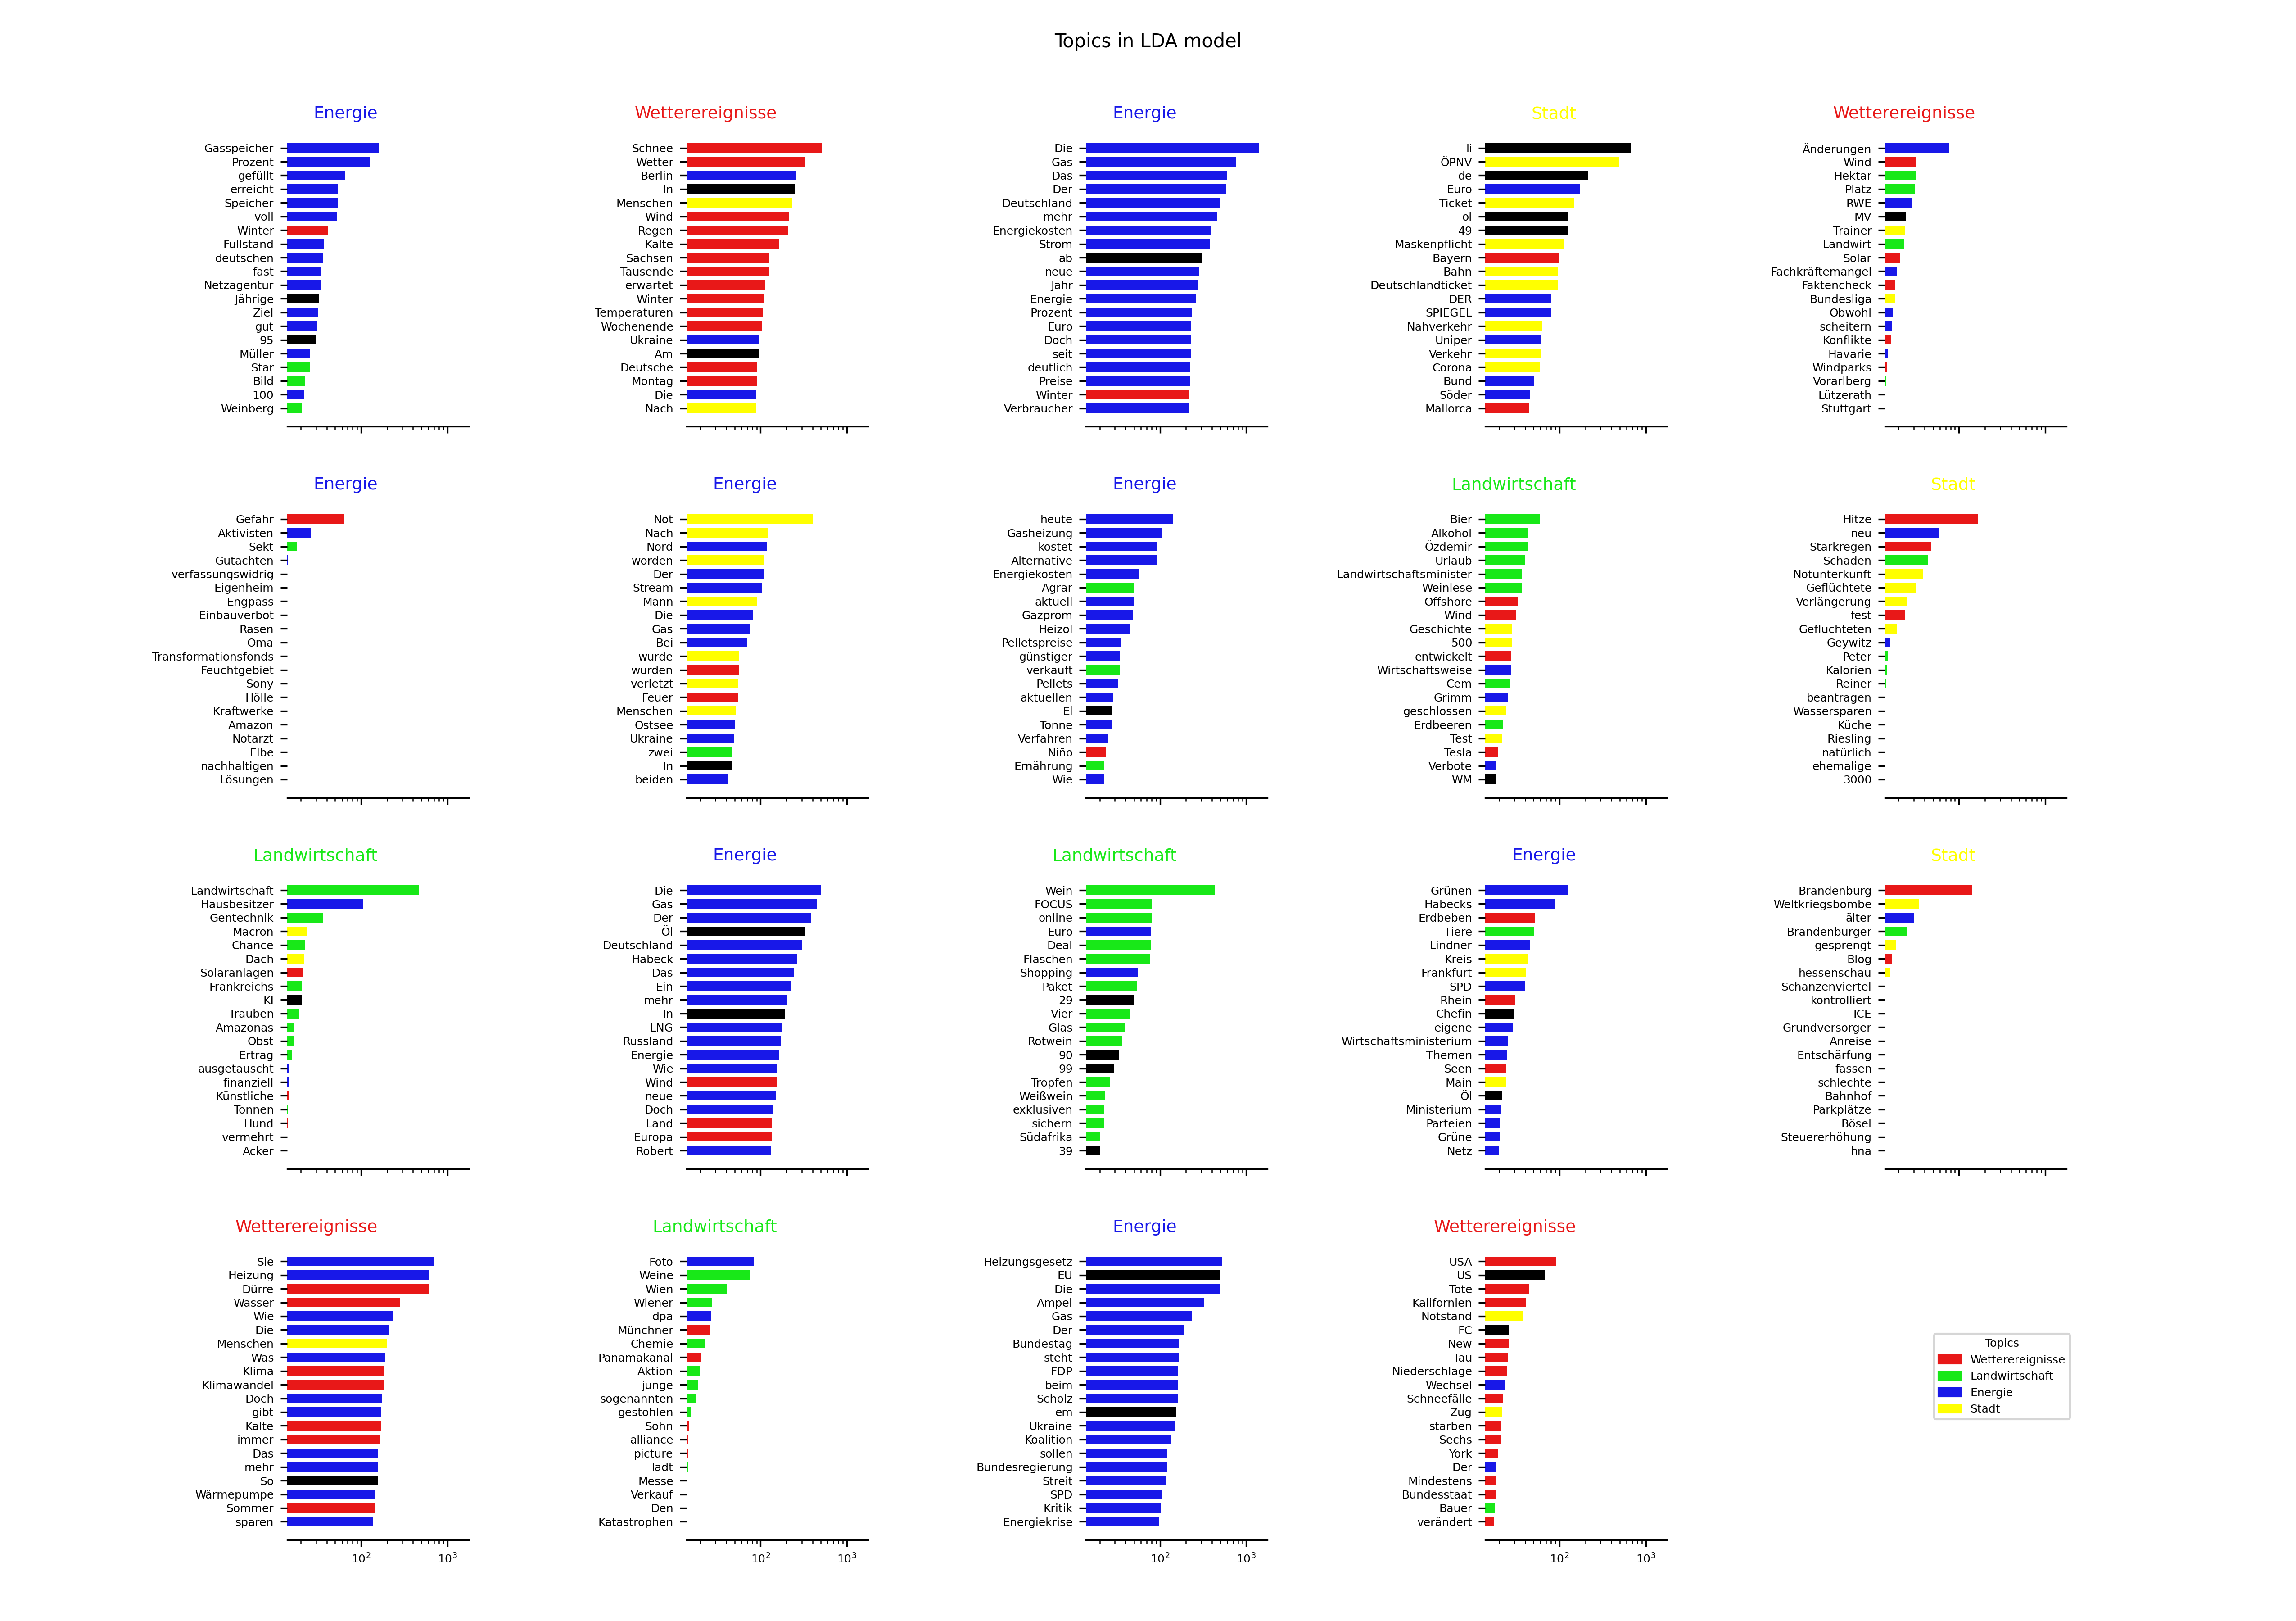 Topics in LDA model
Energie
Gasspeicher
Prozent
gefüllt
erreicht
Speicher
voll
Winter
Füllstand
deutschen
fast
Netzagentur
Jährige
Ziel
gut
95
Müller
Star
Bild
100
Weinberg
Wetterereignisse
Schnee
Wetter
Berlin
In
Menschen
Wind
Regen
Kälte
Sachsen
Tausende
erwartet
Winter
Temperaturen
Wochenende
Ukraine
Am
Deutsche
Montag
Die
Nach
Energie
Die
Gas
Das
Der
Deutschland
mehr
Energiekosten
Strom
ab
neue
Jahr
Energie
Prozent
Euro
Doch
seit
deutlich
Preise
Winter
Verbraucher
Stadt
li
ÖPNV
de
Euro
Ticket
ol
49
Maskenpflicht
Bayern
Bahn
Deutschlandticket
DER
SPIEGEL
Nahverkehr
Uniper
Verkehr
Corona
Bund
Söder
Mallorca
Wetterereignisse
Änderungen
Wind
Hektar
Platz
RWE
MV
Trainer
Landwirt
Solar
Fachkräftemangel
Faktencheck
Bundesliga
Obwohl
scheitern
Konflikte
Havarie
Windparks
Vorarlberg
Lützerath
Stuttgart
Energie
Gefahr
Aktivisten
Sekt
Gutachten
verfassungswidrig
Eigenheim
Engpass
Einbauverbot
Rasen
Oma
Transformationsfonds
Feuchtgebiet
Sony
Hölle
Kraftwerke
Amazon
Notarzt
Elbe
nachhaltigen
Lösungen
Energie
Not
Nach
Nord
worden
Der
Stream
Mann
Die
Gas
Bei
wurde
wurden
verletzt
Feuer
Menschen
Ostsee
Ukraine
zwei
In
beiden
Energie
heute
Gasheizung
kostet
Alternative
Energiekosten
Agrar
aktuell
Gazprom
Heizöl
Pelletspreise
günstiger
verkauft
Pellets
aktuellen
El
Tonne
Verfahren
Niño
Ernährung
Wie
Landwirtschaft
Bier
Alkohol
Özdemir
Urlaub
Landwirtschaftsminister
Weinlese
Offshore
Wind
Geschichte
500
entwickelt
Wirtschaftsweise
Cem
Grimm
geschlossen
Erdbeeren
Test
Tesla
Verbote
WM
Stadt
Hitze
neu
Starkregen
Schaden
Notunterkunft
Geflüchtete
Verlängerung
fest
Geflüchteten
Geywitz
Peter
Kalorien
Reiner
beantragen
Wassersparen
Küche
Riesling
natürlich
ehemalige
3000
Landwirtschaft
Landwirtschaft
Hausbesitzer
Gentechnik
Macron
Chance
Dach
Solaranlagen
Frankreichs
KI
Trauben
Amazonas
Obst
Ertrag
ausgetauscht
finanziell
Künstliche
Tonnen
Hund
vermehrt
Acker
Energie
Die
Gas
Der
Öl
Deutschland
Habeck
Das
Ein
mehr
In
LNG
Russland
Energie
Wie
Wind
neue
Doch
Land
Europa
Robert
Landwirtschaft
Wein
FOCUS
online
Euro
Deal
Flaschen
Shopping
Paket
29
Vier
Glas
Rotwein
90
99
Tropfen
Weißwein
exklusiven
sichern
Südafrika
39
Energie
Grünen
Habecks
Erdbeben
Tiere
Lindner
Kreis
Frankfurt
SPD
Rhein
Chefin
eigene
Wirtschaftsministerium
Themen
Seen
Main
Öl
Ministerium
Parteien
Grüne
Netz
Stadt
Brandenburg
Weltkriegsbombe
älter
Brandenburger
gesprengt
Blog
hessenschau
Schanzenviertel
kontrolliert
ICE
Grundversorger
Anreise
Entschärfung
fassen
schlechte
Bahnhof
Parkplätze
Bösel
Steuererhöhung
hna
Wetterereignisse
Sie
Heizung
Dürre
Wasser
Wie
Die
Menschen
Was
Klima
Klimawandel
Doch
gibt
Kälte
immer
Das
mehr
So
Wärmepumpe
Sommer
sparen
10² 10³
Landwirtschaft
Foto
Weine
Wien
Wiener
dpa
Münchner
Chemie
Panamakanal
Aktion
junge
sogenannten
gestohlen
Sohn
alliance
picture
lädt
Messe
Verkauf
Den
Katastrophen
10² 10³
Energie
Heizungsgesetz
EU
Die
Ampel
Gas
Der
Bundestag
steht
FDP
beim
Scholz
em
Ukraine
Koalition
sollen
Bundesregierung
Streit
SPD
Kritik
Energiekrise
10² 10³
Wetterereignisse
USA
US
Tote
Kalifornien
Notstand
FC
New
Tau
Niederschläge
Wechsel
Schneefälle
Zug
starben
Sechs
York
Der
Mindestens
Bundesstaat
Bauer
verändert
10² 10³
Topics
Wetterereignisse
Landwirtschaft
Energie
Stadt